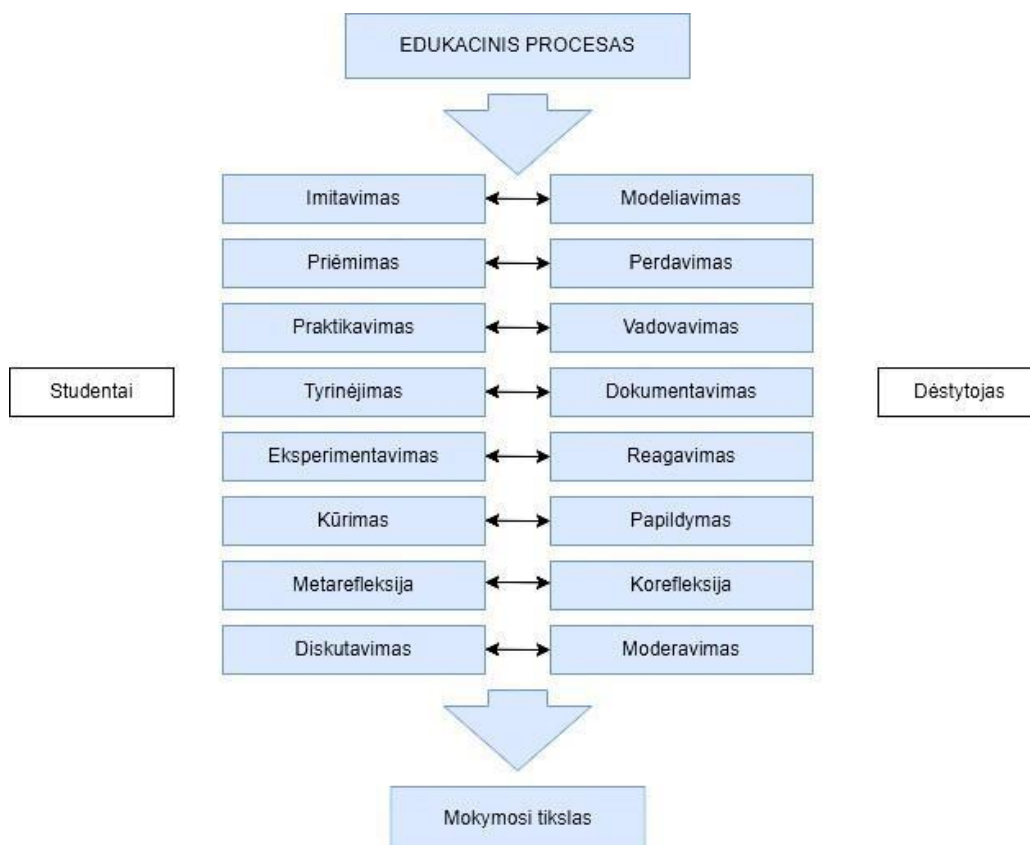 EDUKACINIS PROCESAS
Imitavimas
Modeliavimas
Priėmimas
Perdavimas
Praktikavimas
Vadovavimas
Studentai
Tyrinėjimas
Dokumentavimas
Dėstytojas
Eksperimentavimas
Reagavimas
Kūrimas
Papildymas
Metarefleksija
Korefleksija
Diskutavimas
Moderavimas
Mokymosi tikslas